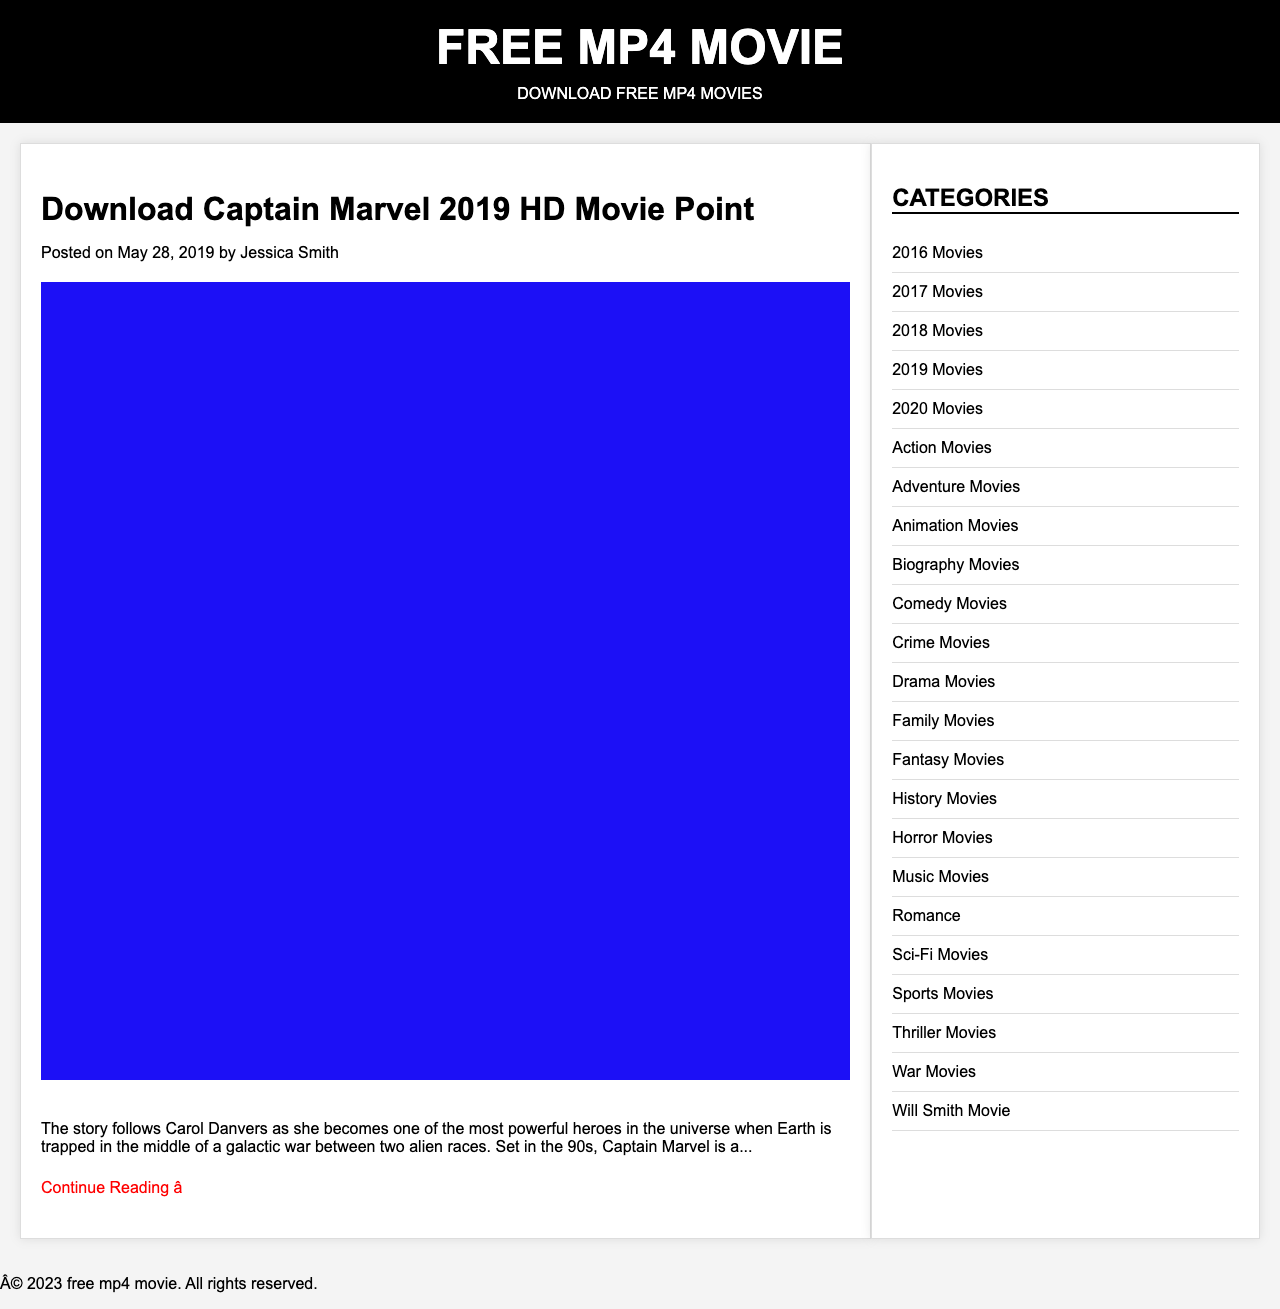 FREE MP4 MOVIE
DOWNLOAD FREE MP4 MOVIES
Download Captain Marvel 2019 HD Movie Point
Posted on May 28, 2019 by Jessica Smith
The story follows Carol Danvers as she becomes one of the most powerful heroes in the universe when Earth is
trapped in the middle of a galactic war between two alien races. Set in the 90s, Captain Marvel is a...
Continue Reading â
CATEGORIES
2016 Movies
2017 Movies
2018 Movies
2019 Movies
2020 Movies
Action Movies
Adventure Movies
Animation Movies
Biography Movies
Comedy Movies
Crime Movies
Drama Movies
Family Movies
Fantasy Movies
History Movies
Horror Movies
Music Movies
Romance
Sci-Fi Movies
Sports Movies
Thriller Movies
War Movies
Will Smith Movie
Â© 2023 free mp4 movie. All rights reserved.